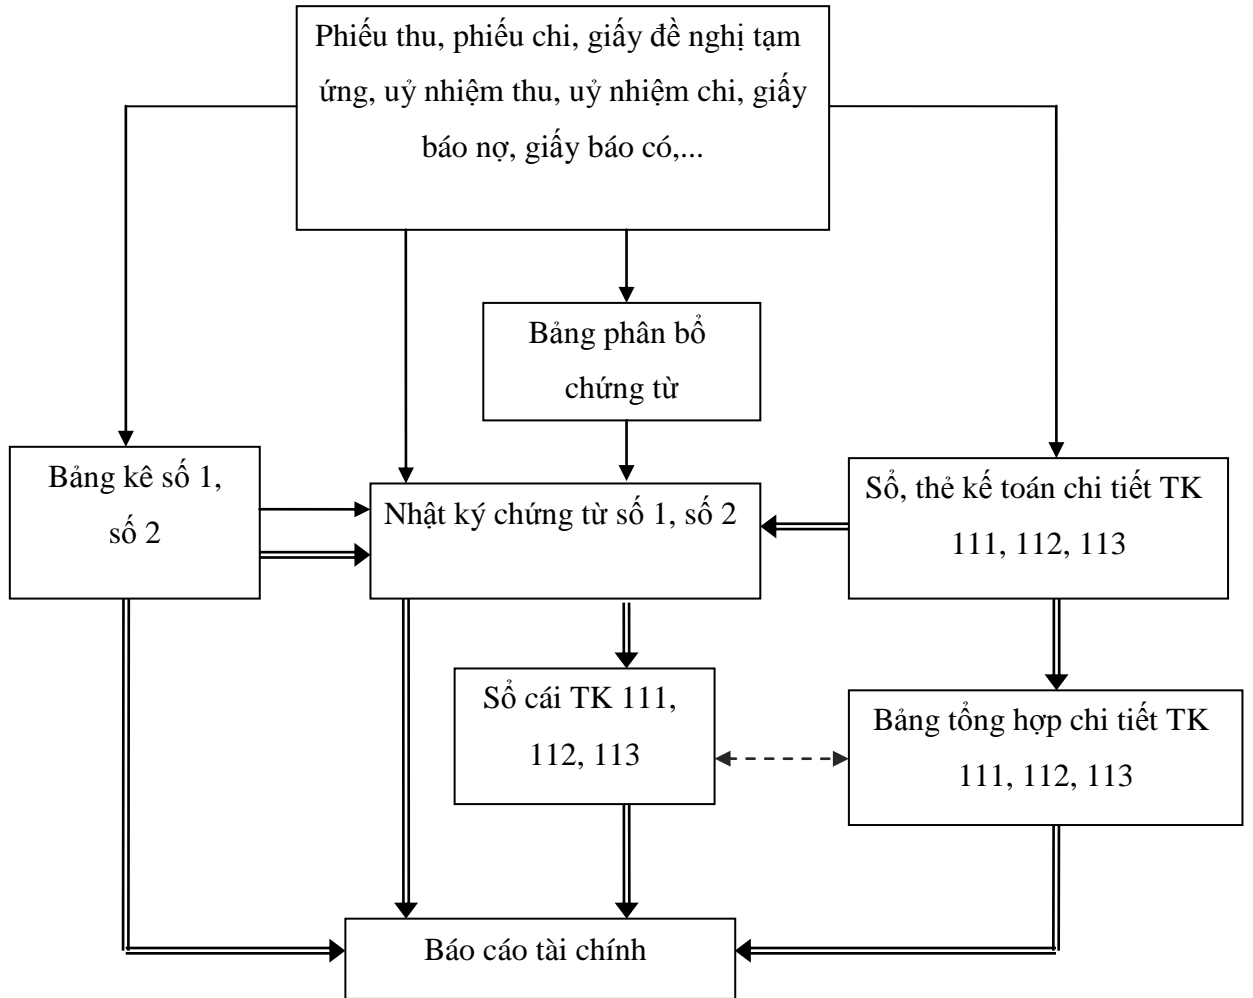 Phiếu thu, phiếu chi, giấy đề nghị tạm
ứng, uỷ nhiệm thu, uỷ nhiệm chi, giấy
báo nợ, giấy báo có,...
Bảng phân bổ
chứng từ
Bảng kê số 1,
số 2
Nhật ký chứng từ số 1, số 2
Sổ, thẻ kế toán chi tiết TK
111, 112, 113
Sổ cái TK 111,
112, 113
Bảng tổng hợp chi tiết TK
111, 112, 113
Báo cáo tài chính